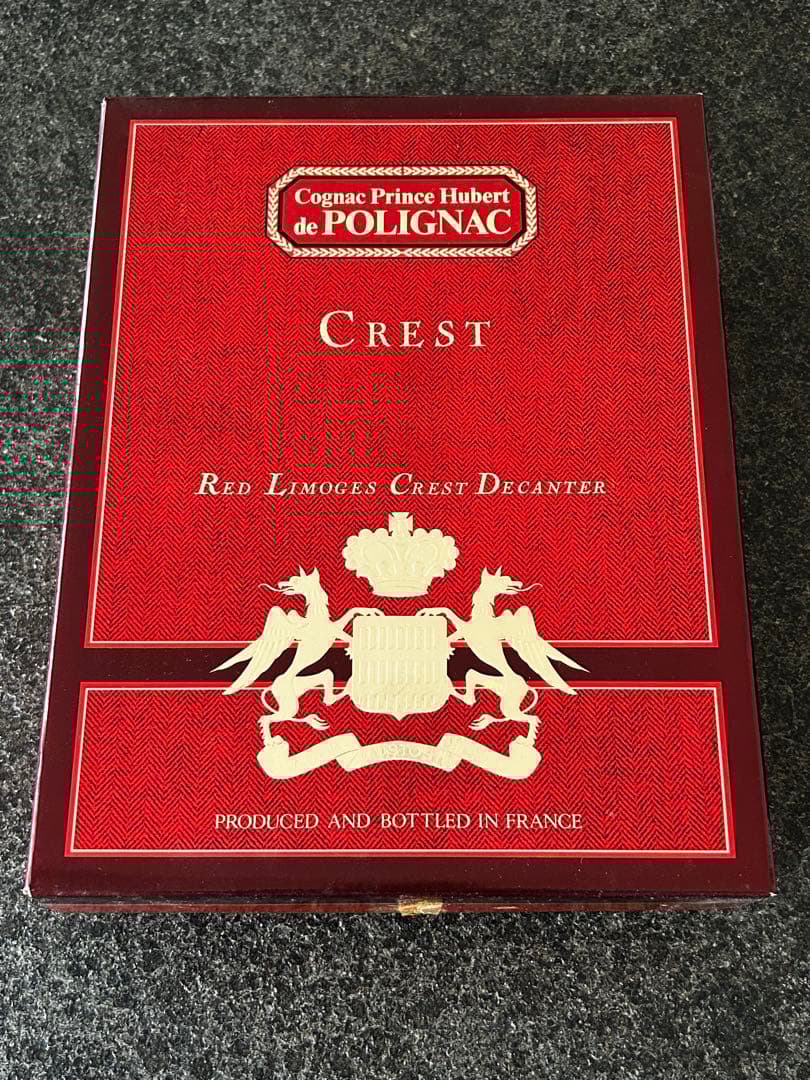 Cognac Prince Hubert
de POLIGNAC
CREST
RED LIMOGES CREST DECANTER
PRODUCED AND BOTTLED IN FRANCE